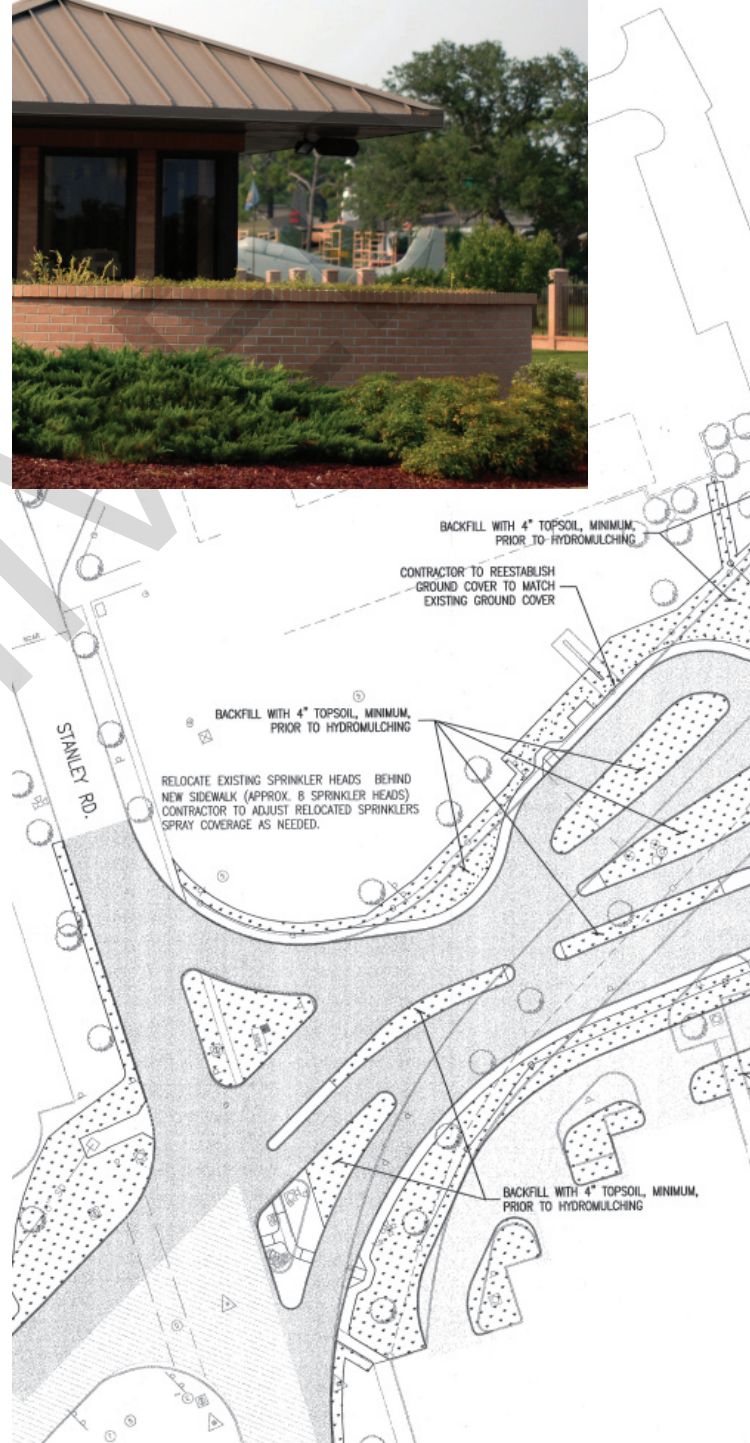 BACKFILL WITH 4" TOPSOIL, MINIMUM,
PRIOR TO HYDROMULCHING
CONTRACTOR TO REESTABLISH
GROUND COVER TO MATCH
EXISTING GROUND COVER
BACKFILL WITH 4" TOPSOIL, MINIMUM,
PRIOR TO HYDROMULCHING
STANLEY RD.
RELOCATE EXISTING SPRINKLER HEADS BEHIND
NEW SIDEWALK (APPROX. 8 SPRINKLER HEADS)
CONTRACTOR TO ADJUST RELOCATED SPRINKLERS
SPRAY COVERAGE AS NEEDED.
BACKFILL WITH 4" TOPSOIL, MINIMUM,
PRIOR TO HYDROMULCHING